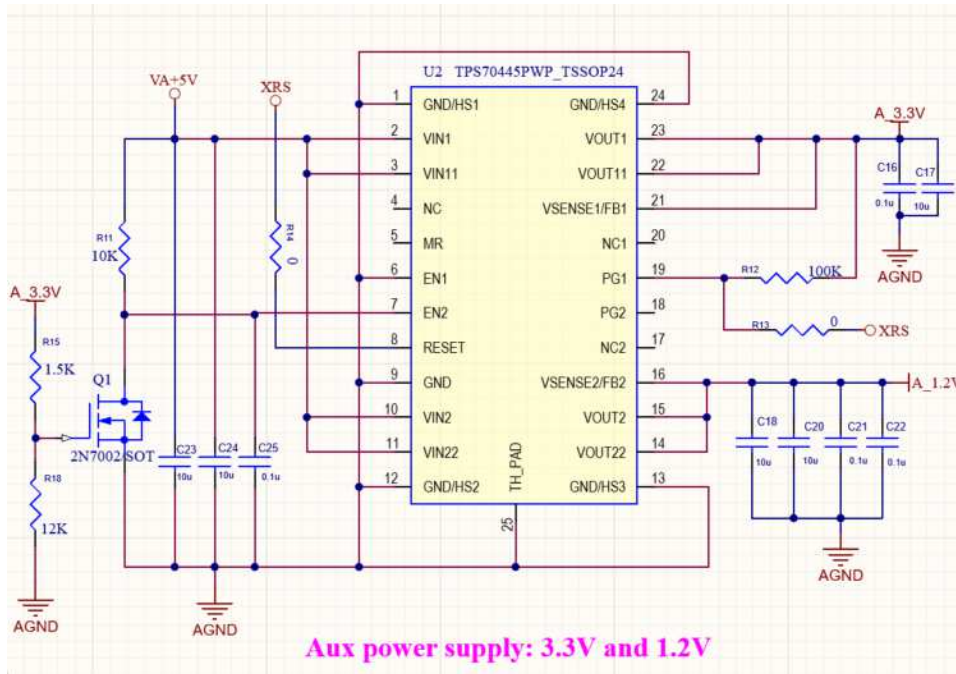 U2 TPS70445PWP_TSSOP24
VA+5V
XRS
1 GND/HS1 GND/HS4 24
2 VIN1 VOUT1 23
3 VIN11 VOUT11 22
4 NC VSENSE1/FB1 21
5 MR NC1 20
6 EN1 PG1 19
7 EN2 PG2 18
8 RESET NC2 17
9 GND VSENSE2/FB2 16
10 VIN2 VOUT2 15
11 VIN22 VOUT22 14
12 GND/HS2 GND/HS3 13
TH_PAD
25
A_3.3V
C16
0.1u
C17
10u
AGND
R11
10K
R14
0
R12 100K
R13 0
XRS
A_3.3V
R15
1.5K
Q1
2N7002/SOT
R18
12K
AGND
C23
10u
C24
10u
C25
0.1u
AGND
A_1.2V
C18
10u
C20
10u
C21
0.1u
C22
0.1u
AGND
Aux power supply: 3.3V and 1.2V